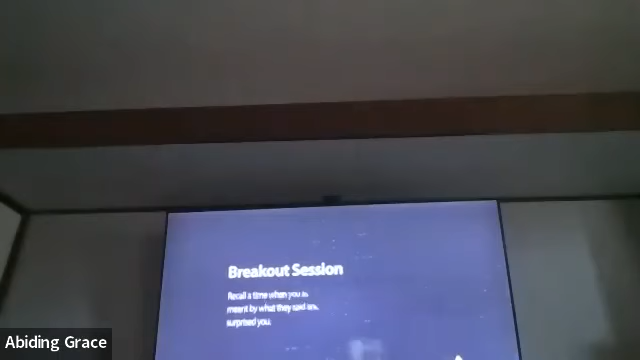 Breakout Session
Recall a time when you
meant by what they said
surprised you.
Abiding Grace